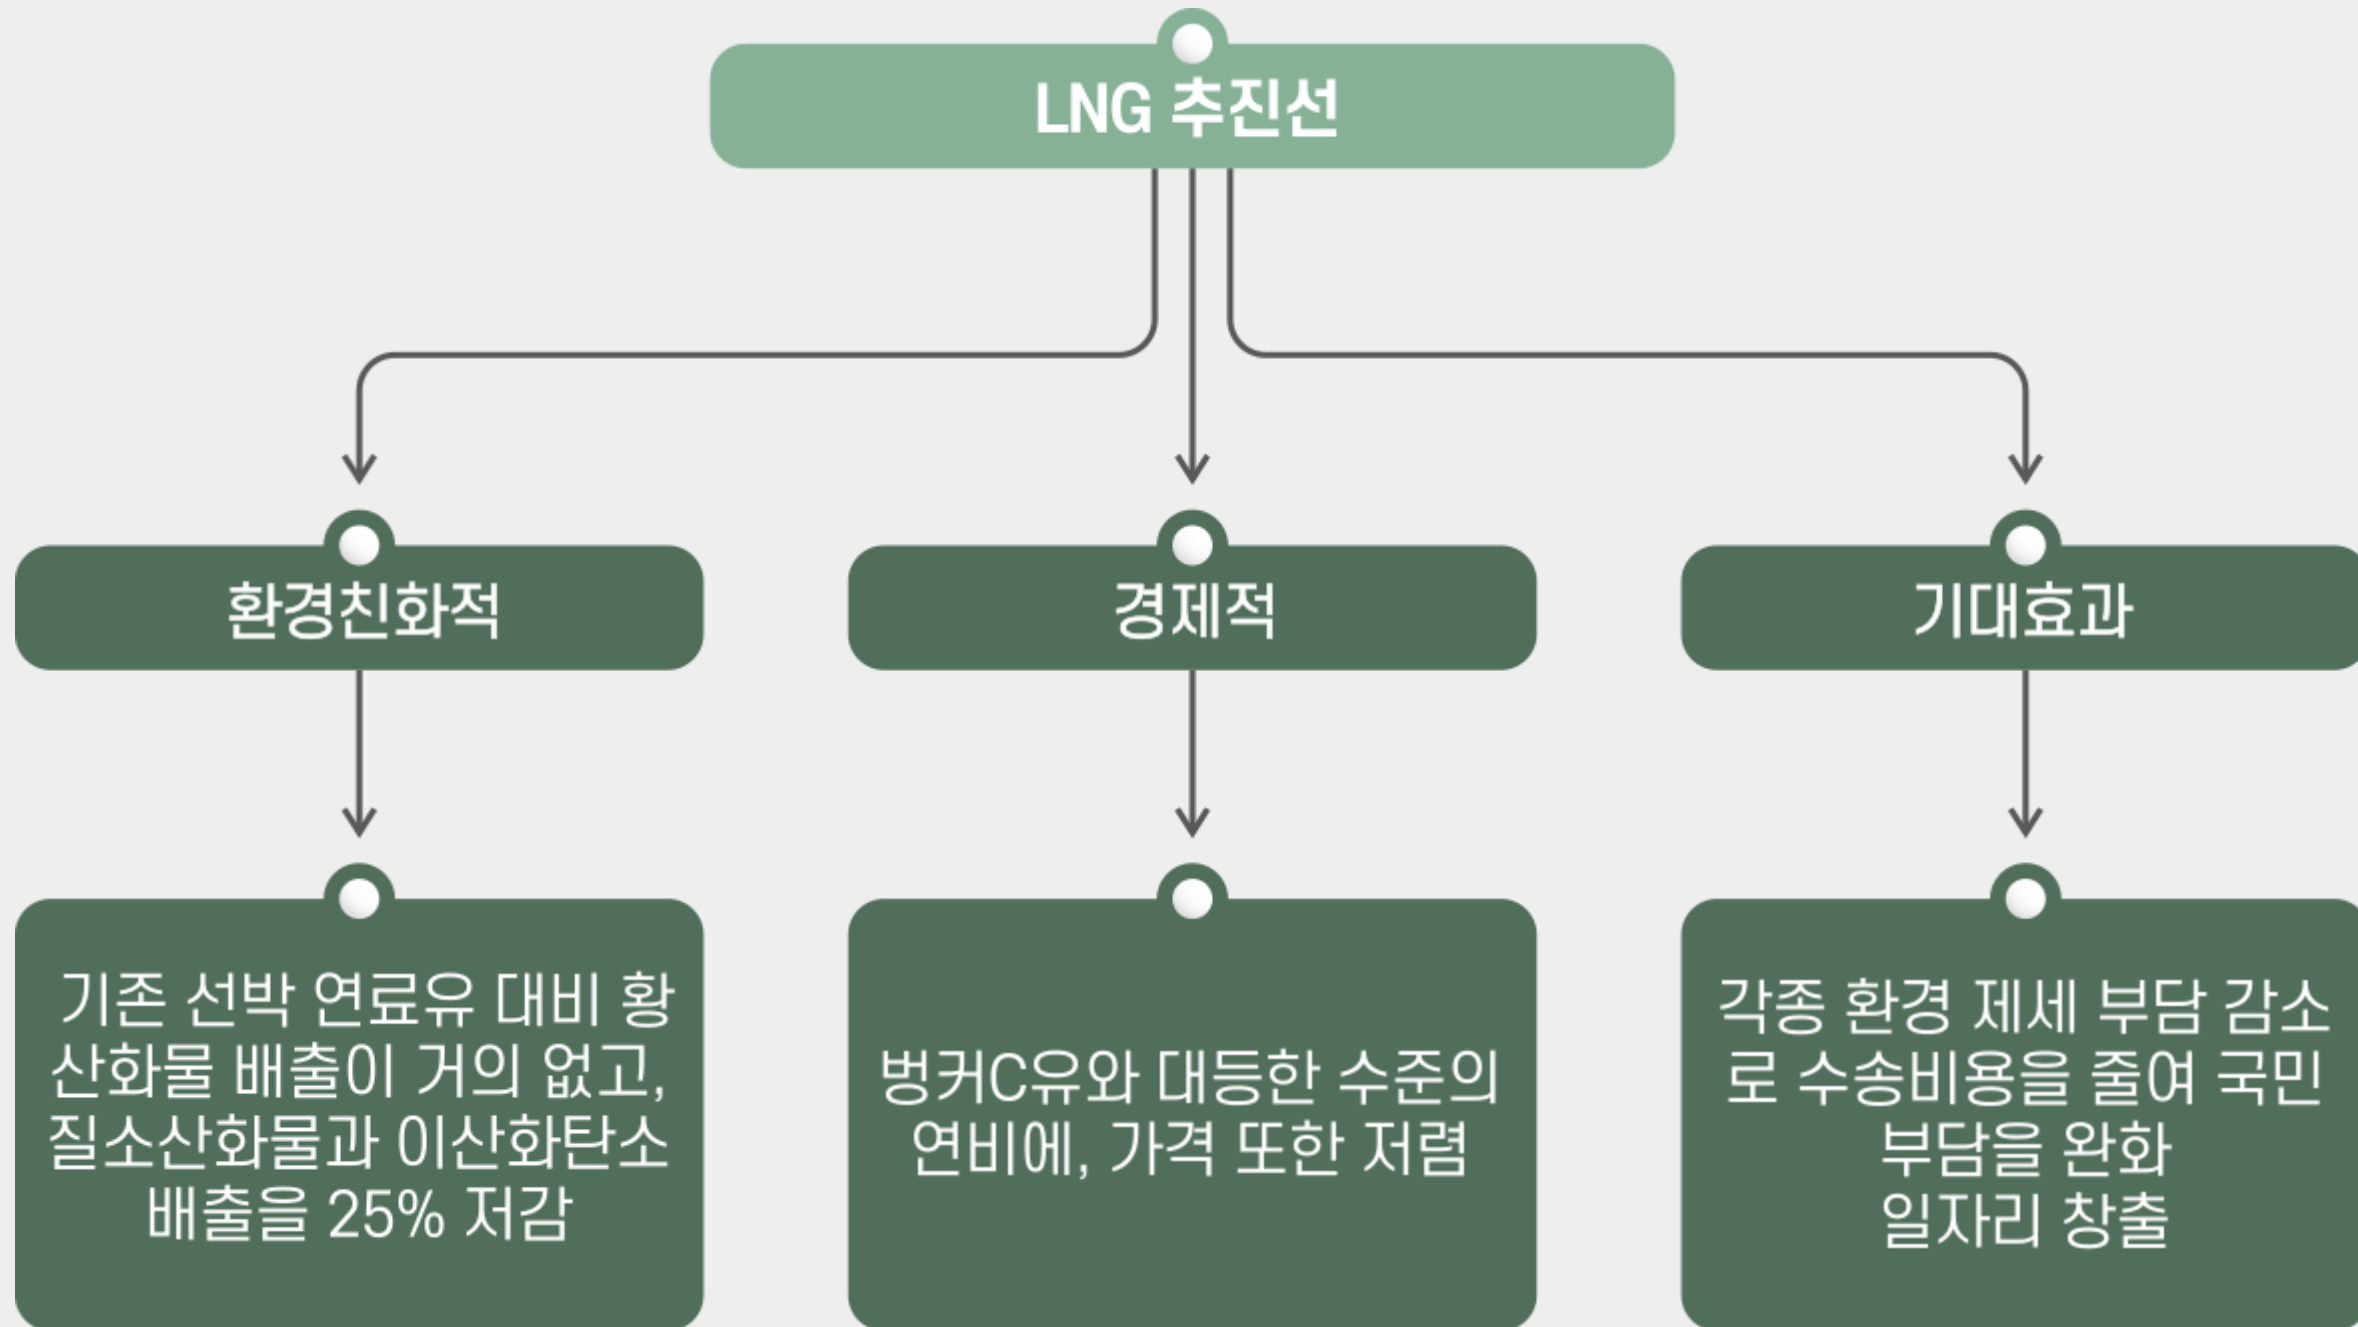 LNG 추진선
환경친화적
경제적
기대효과
기존 선박 연료유 대비 황
산화물 배출이 거의 없고,
질소산화물과 이산화탄소
배출을 25% 저감
벙커C유와 대등한 수준의
연비에, 가격 또한 저렴
각종 환경 제세 부담 감소
로 수송비용을 줄여 국민
부담을 완화
일자리 창출